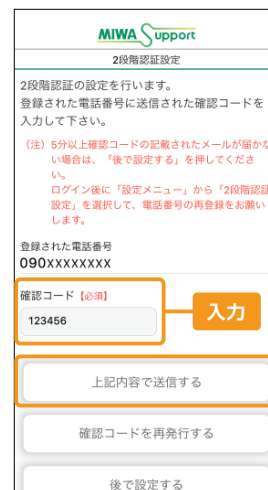 MIWA Support
2段階認証設定
2段階認証の設定を行います。
登録された電話番号に送信された確認コードを
入力して下さい。
（注）5分以上確認コードの記載されたメールが届かな
い場合は、「後で設定する」を押してくださ
い。
ログイン後に「設定メニュー」から「2段階認証
設定」を選択して、電話番号の再登録をお願い
します。
登録された電話番号
090XXXXXXXX
確認コード【必須】
123456
入力
上記内容で送信する
確認コードを再発行する
後で設定する